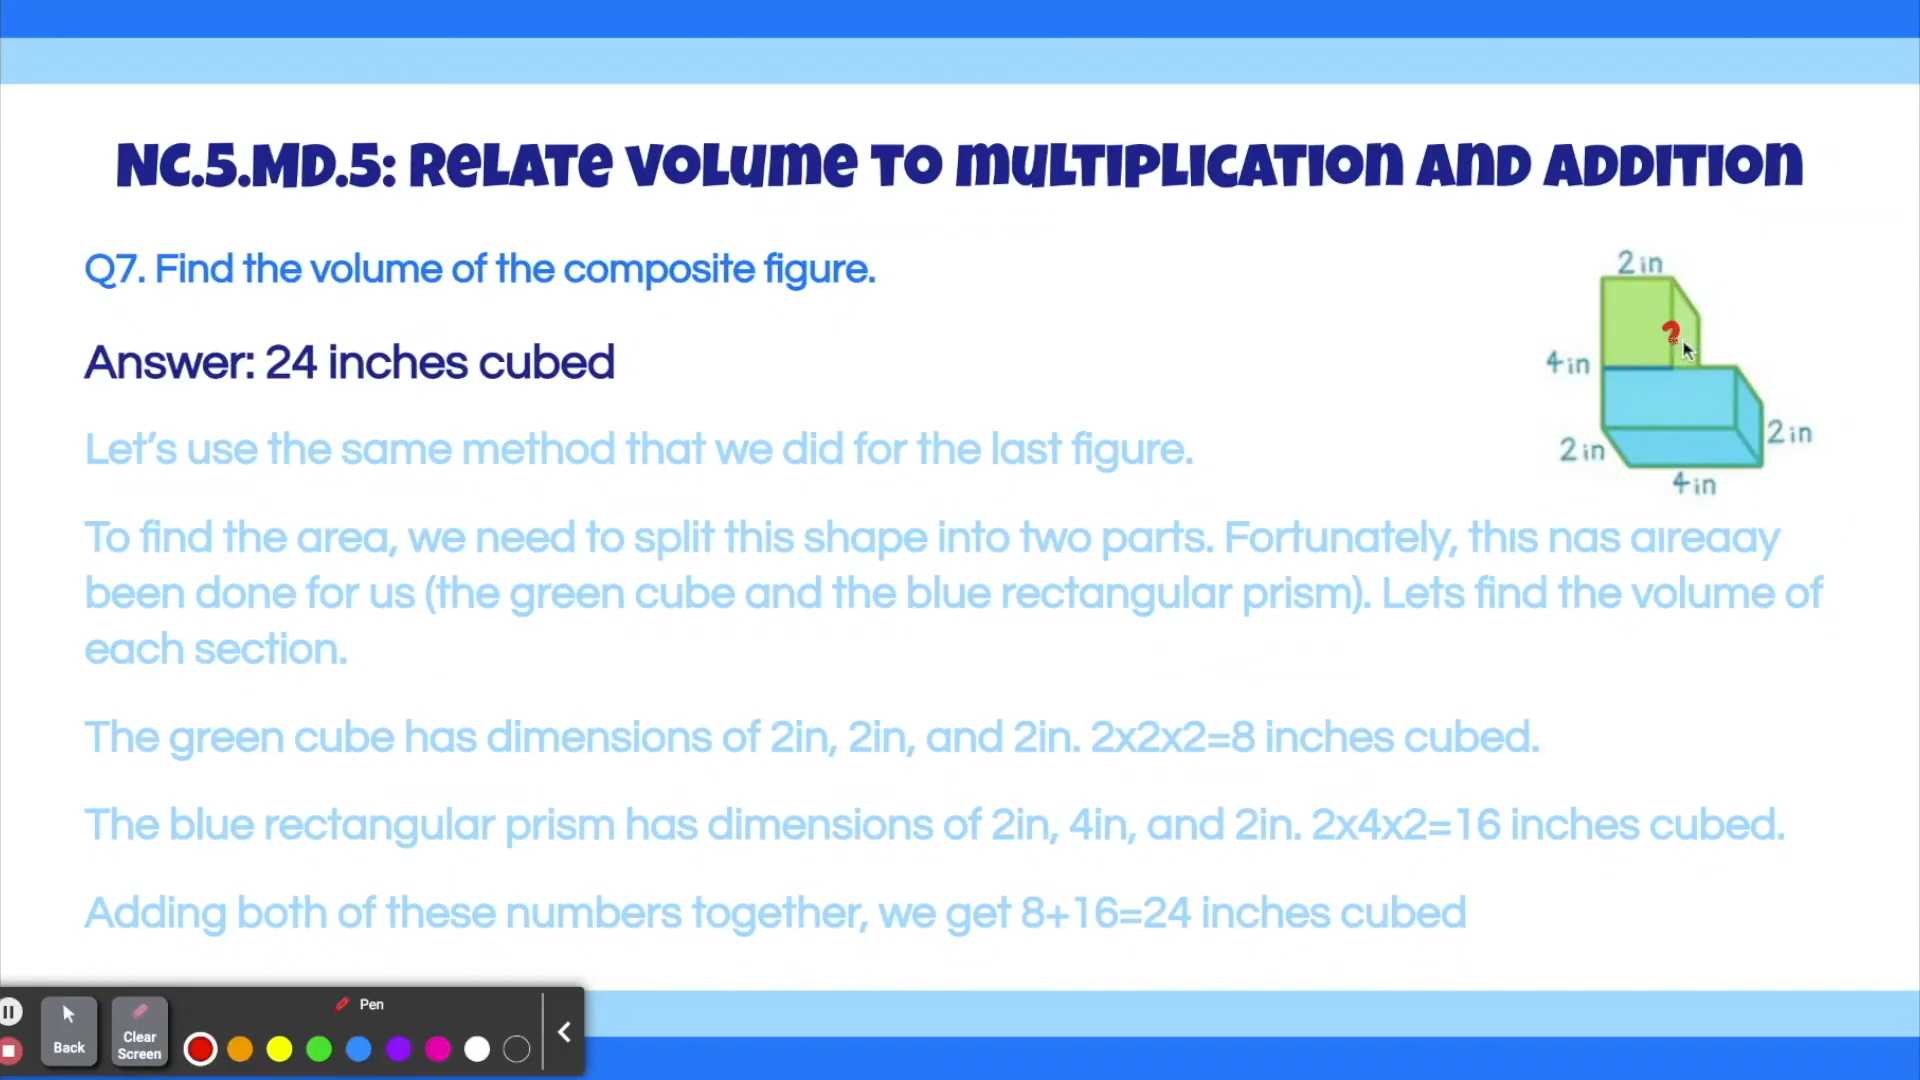 NC.5.MD.5: Relate volume to multiplication and addition
Q7. Find the volume of the composite figure.
2 in
?
Answer: 24 inches cubed
4 in
Let's use the same method that we did for the last figure.
2 in
2 in
4 in
To find the area, we need to split this shape into two parts. Fortunately, this has already
been done for us (the green cube and the blue rectangular prism). Lets find the volume of
each section.
The green cube has dimensions of 2in, 2in, and 2in. 2x2x2=8 inches cubed.
The blue rectangular prism has dimensions of 2in, 4in, and 2in. 2x4x2=16 inches cubed.
Adding both of these numbers together, we get 8+16=24 inches cubed
Pen
Back
Clear
Screen